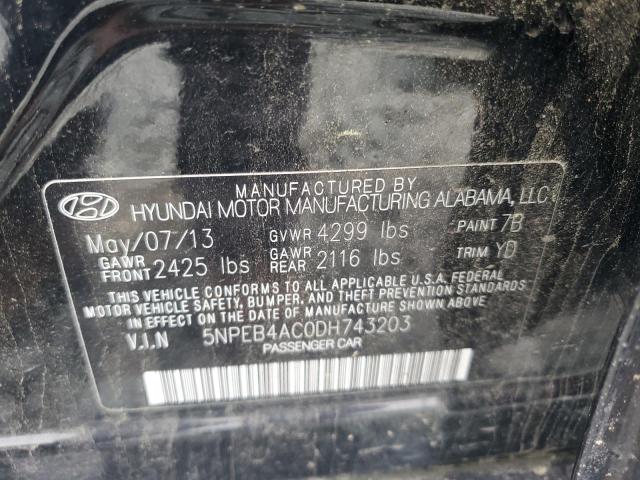 MANUFACTURED BY
HYUNDAI MOTOR MANUFACTURING ALABAMA, LLC
May/07/13 GVWR 4299 lbs PAINT 7B
GAWR FRONT 2425 lbs GAWR REAR 2116 lbs TRIM YD
THIS VEHICLE CONFORMS TO ALL APPLICABLE U.S.A. FEDERAL
MOTOR VEHICLE SAFETY, BUMPER, AND THEFT PREVENTION STANDARDS
IN EFFECT ON THE DATE OF MANUFACTURE SHOWN ABOVE.
V.I.N 5NPEB4AC0DH743203
PASSENGER CAR